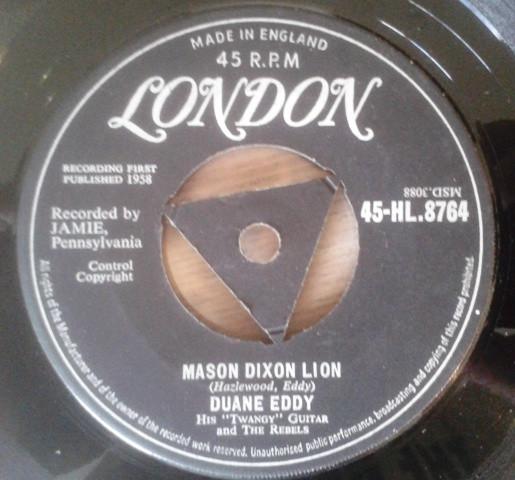 MADE IN ENGLAND
45 R.P.M
LONDON
RECORDING FIRST
PUBLISHED 1958
Recorded by
JAMIE,
Pennsylvania
Control
Copyright
MSD.3088
45-HL.8764
MASON DIXON LION
(Hazlewood, Eddy)
DUANE EDDY
HIS "TWANGY" GUITAR
AND THE REBELS
All rights of the Manufacturer and of the owner of the recorded work reserved. Unauthorised public performance, broadcasting and copying of this record prohibited.